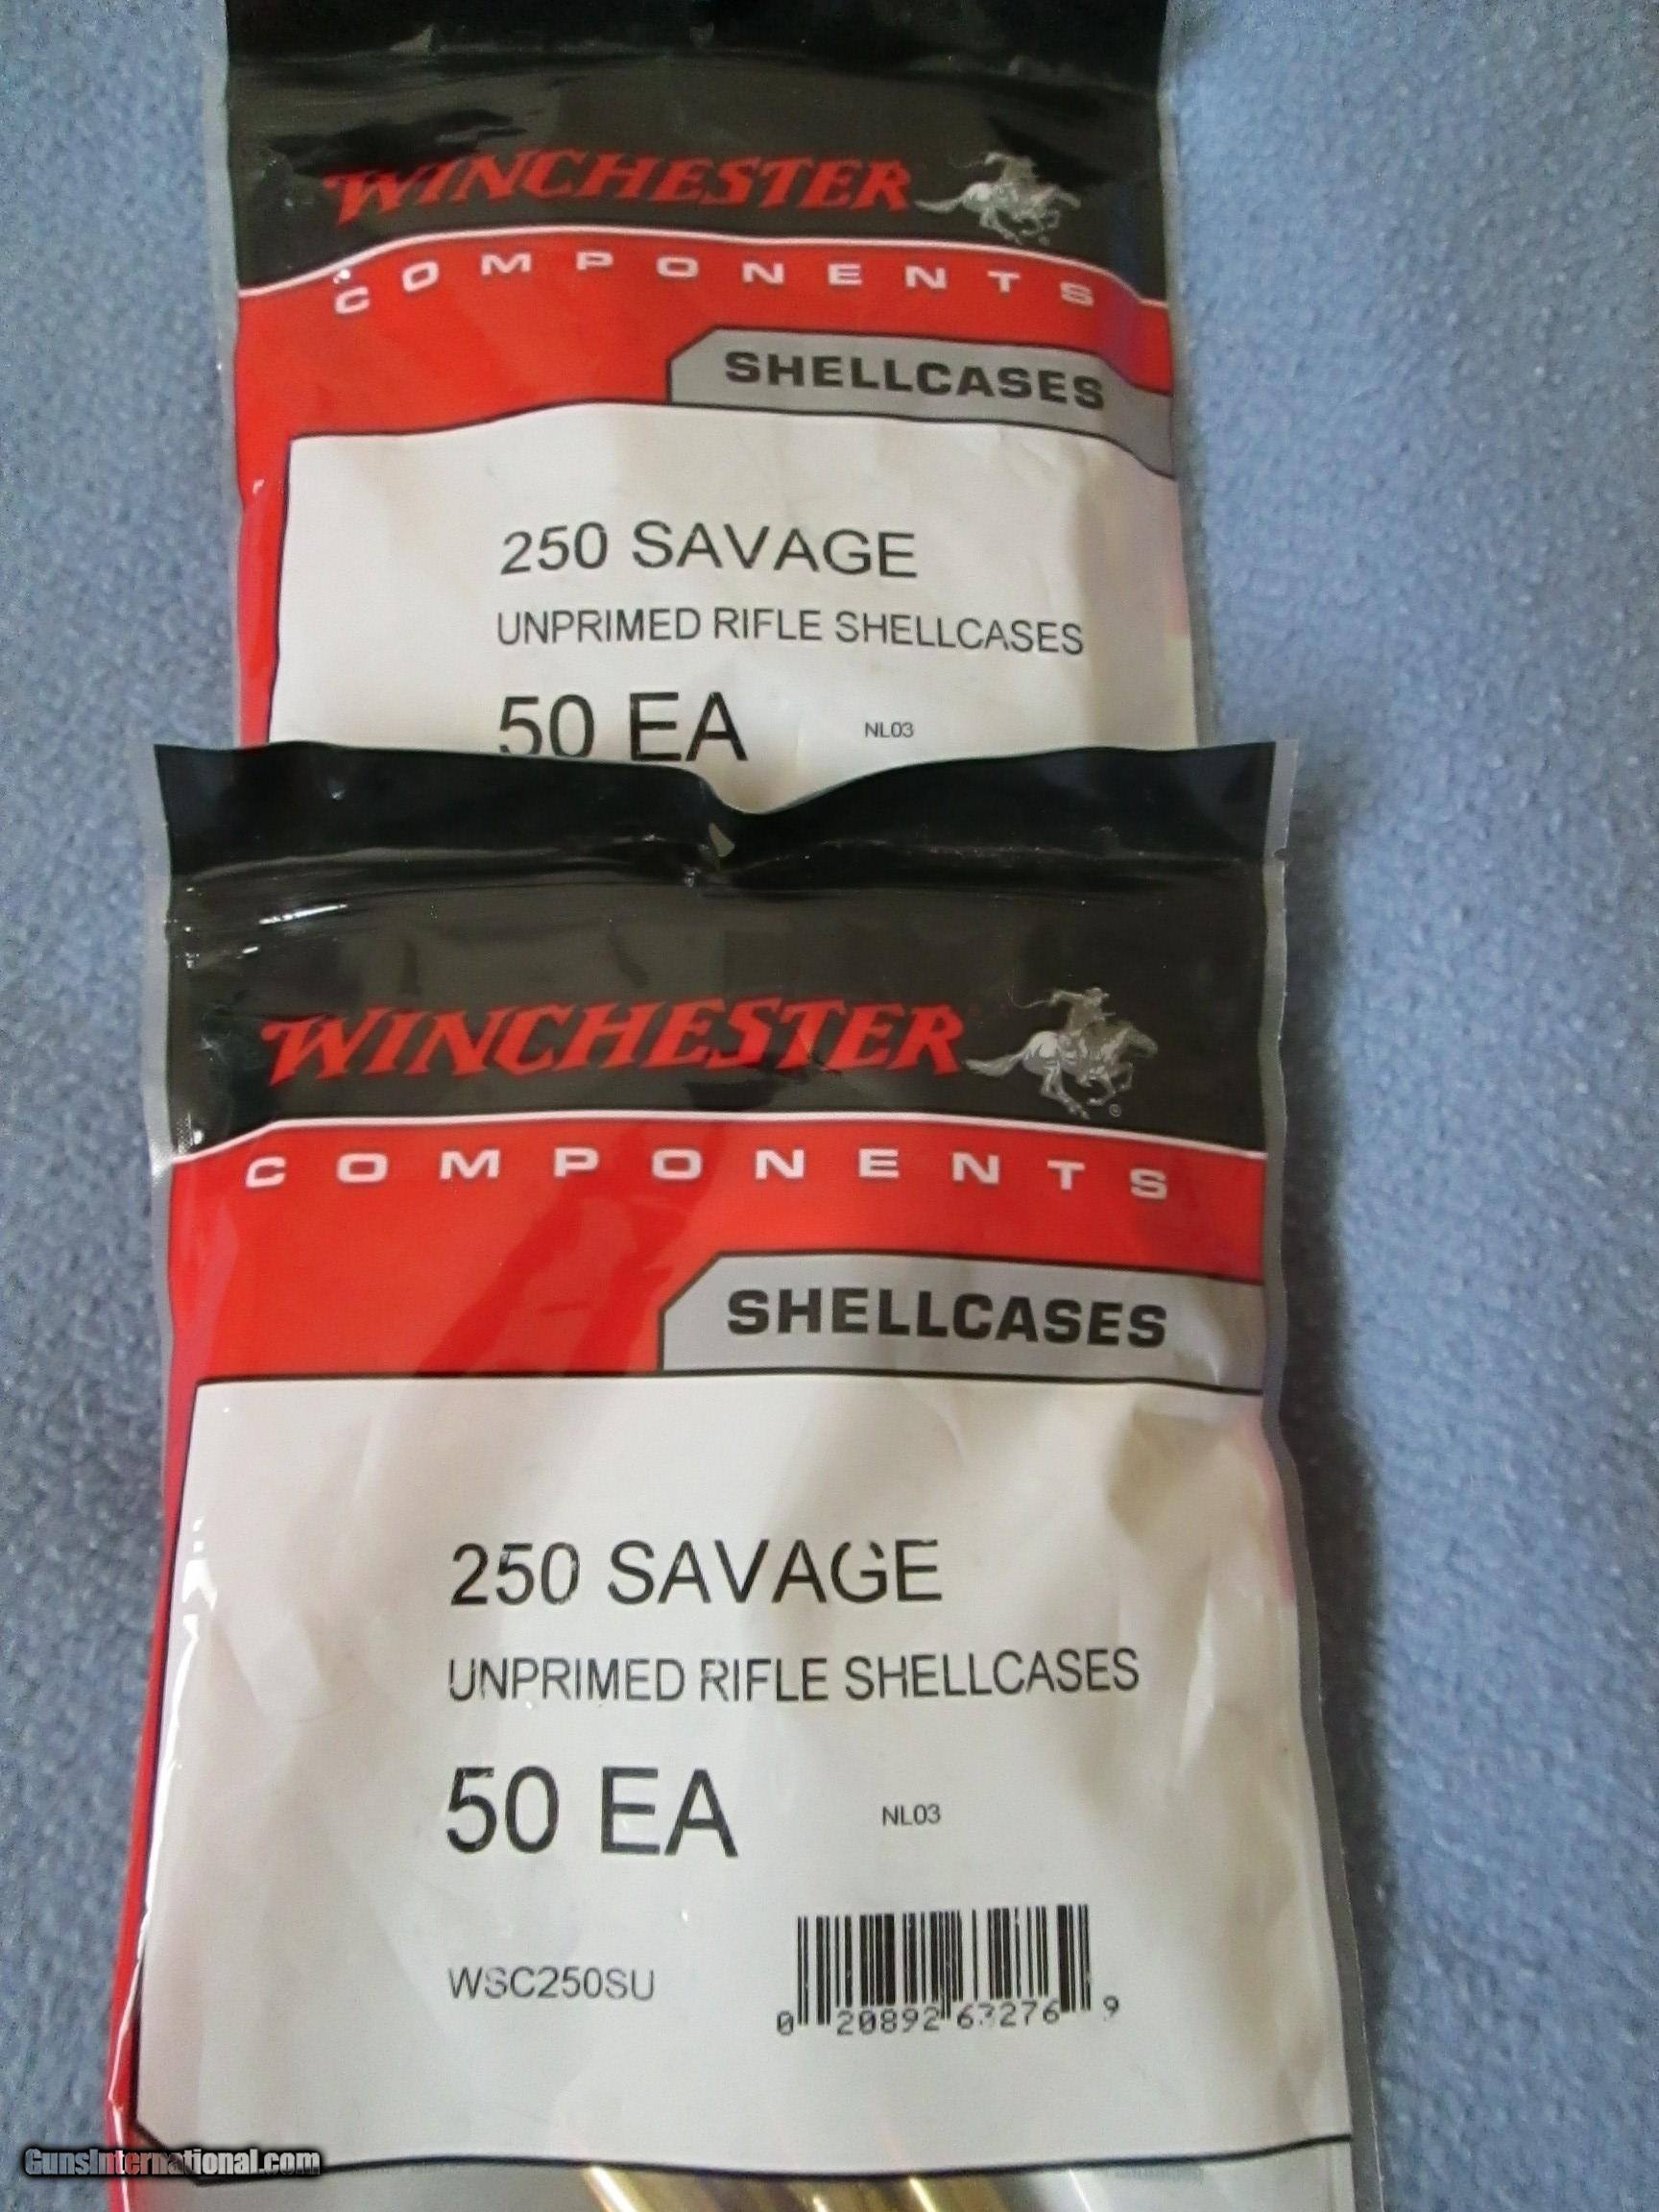 WINCHESTER
COMPONENTS
SHELLCASES
250 SAVAGE
UNPRIMED RIFLE SHELLCASES
50 EA NL03
WINCHESTER
COMPONENTS
SHELLCASES
250 SAVAGE
UNPRIMED RIFLE SHELLCASES
50 EA NL03
WSC250SU
0 20892 63276 9
GunsInternational.com